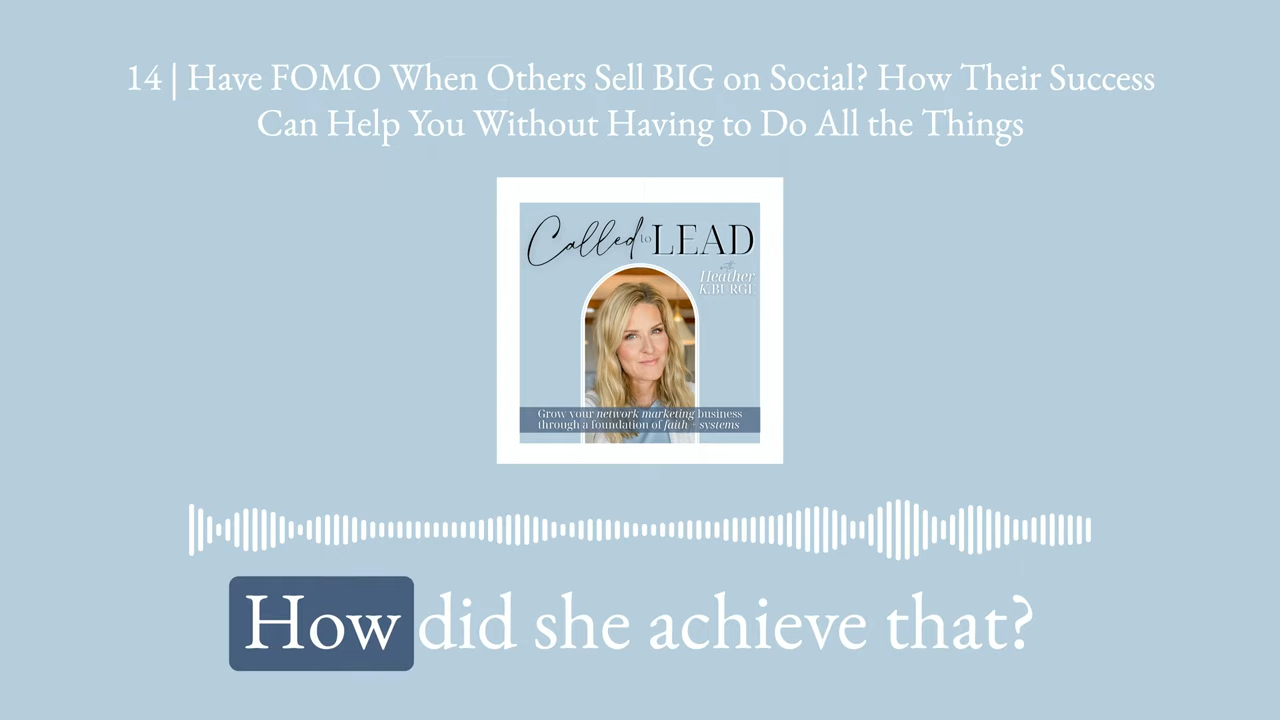 14 | Have FOMO When Others Sell BIG on Social? How Their Success
Can Help You Without Having to Do All the Things
Called to LEAD
with
Heather
K.BURGE
Grow your network marketing business
through a foundation of faith + systems
How did she achieve that?